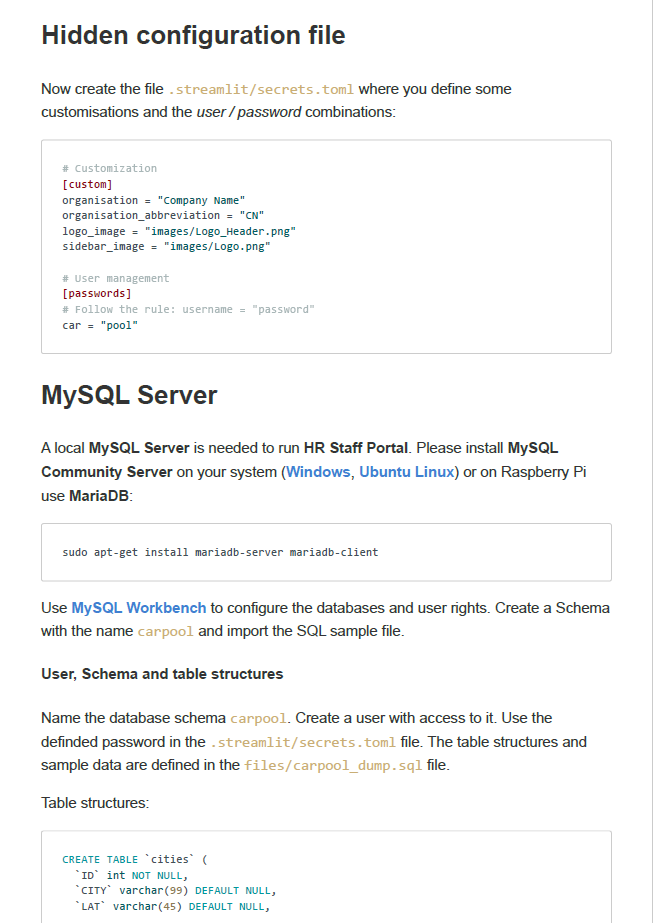 Hidden configuration file
Now create the file .streamlit/secrets.toml where you define some
customisations and the user / password combinations:
# Customization
[custom]
organisation = "Company Name"
organisation_abbreviation = "CN"
logo_image = "images/Logo_Header.png"
sidebar_image = "images/Logo.png"
# User management
[passwords]
# Follow the rule: username = "password"
car = "pool"
MySQL Server
A local MySQL Server is needed to run HR Staff Portal. Please install MySQL
Community Server on your system (Windows, Ubuntu Linux) or on Raspberry Pi
use MariaDB:
sudo apt-get install mariadb-server mariadb-client
Use MySQL Workbench to configure the databases and user rights. Create a Schema
with the name carpool and import the SQL sample file.
User, Schema and table structures
Name the database schema carpool. Create a user with access to it. Use the
definded password in the .streamlit/secrets.toml file. The table structures and
sample data are defined in the files/carpool_dump.sql file.
Table structures:
CREATE TABLE `cities` (
`ID` int NOT NULL,
`CITY` varchar(99) DEFAULT NULL,
`LAT` varchar(45) DEFAULT NULL,